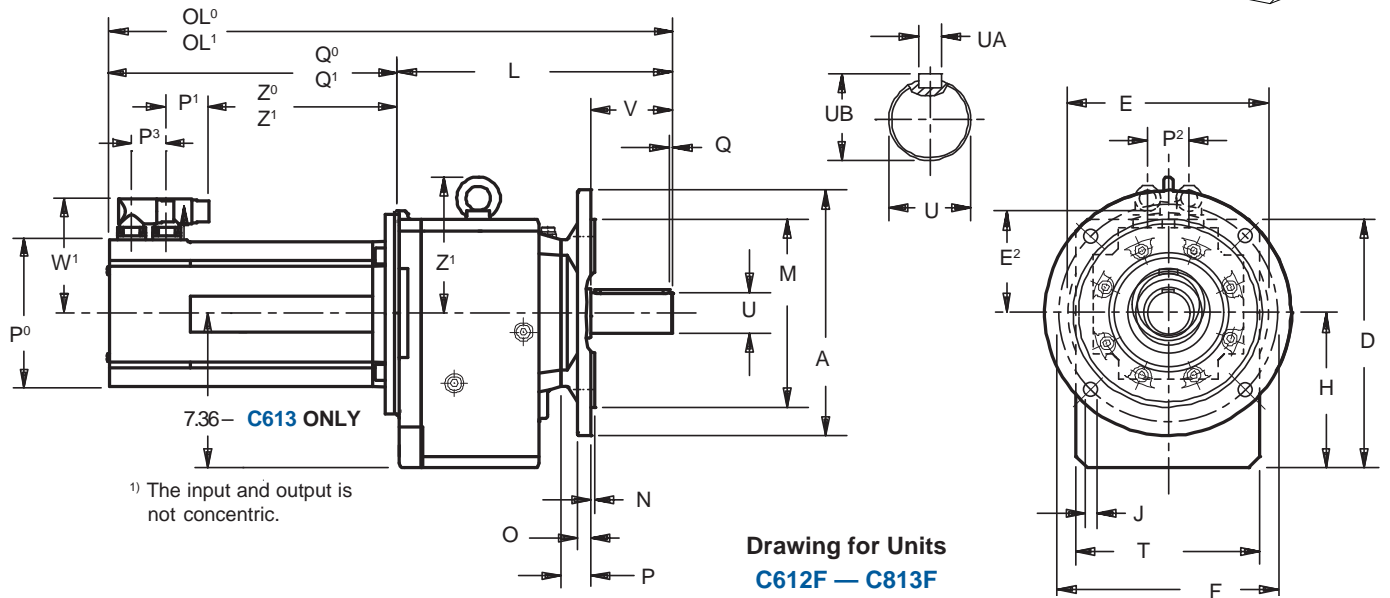 OL⁰
OL¹
Q⁰
Q¹
L
UA
P¹
Z⁰
Z¹
V
E
P³
UB
P²
Q
U
W¹
Z¹
M
E²
U
P⁰
A
D
H
7.36 – C613 ONLY
¹⁾ The input and output is
not concentric.
N
J
O
Drawing for Units
T
P
C612F — C813F
F